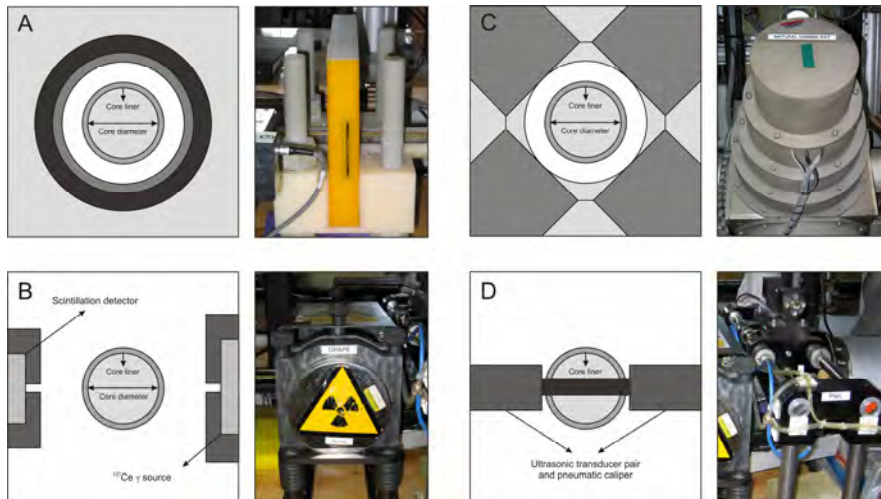 A
Core liner
Core diameter
C
Core liner
Core diameter
NATURAL GAMMA RAY
B
Scintillation detector
Core liner
Core diameter
¹³⁷Ce γ source
GRAPE
D
Core liner
Ultrasonic transducer pair
and pneumatic caliper